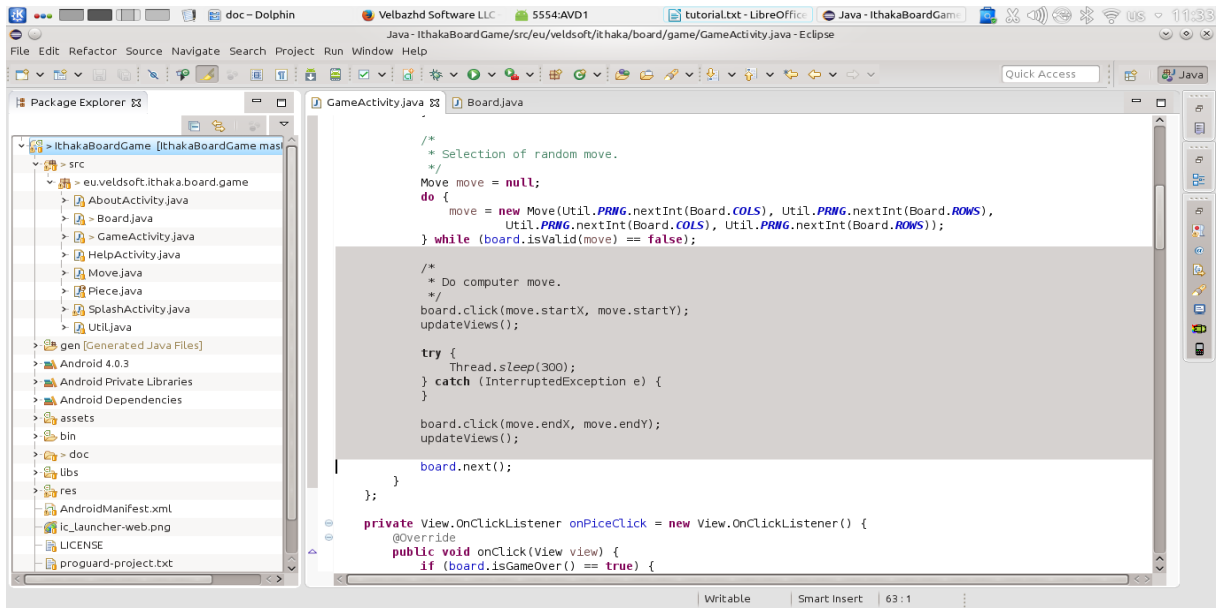 doc – Dolphin
Velbazhd Software LLC
5554:AVD1
tutorial.txt - LibreOffice
Java - IthakaBoardGame
us
11:33
Java - IthakaBoardGame/src/eu/veldsoft/ithaka/board/game/GameActivity.java - Eclipse
File Edit Refactor Source Navigate Search Project Run Window Help
Quick Access
Java
Package Explorer
GameActivity.java
Board.java
> IthakaBoardGame [IthakaBoardGame mast
> src
> eu.veldsoft.ithaka.board.game
AboutActivity.java
> Board.java
> GameActivity.java
HelpActivity.java
Move.java
Piece.java
SplashActivity.java
Util.java
gen [Generated Java Files]
Android 4.0.3
Android Private Libraries
Android Dependencies
assets
bin
> doc
libs
res
AndroidManifest.xml
ic_launcher-web.png
LICENSE
proguard-project.txt
}
/*
* Selection of random move.
*/
Move move = null;
do {
move = new Move(Util.PRNG.nextInt(Board.COLS), Util.PRNG.nextInt(Board.ROWS),
Util.PRNG.nextInt(Board.COLS), Util.PRNG.nextInt(Board.ROWS));
} while (board.isValid(move) == false);
/*
* Do computer move.
*/
board.click(move.startX, move.startY);
updateViews();
try {
Thread.sleep(300);
} catch (InterruptedException e) {
}
board.click(move.endX, move.endY);
updateViews();
board.next();
}
};
private View.OnClickListener onPiceClick = new View.OnClickListener() {
@Override
public void onClick(View view) {
if (board.isGameOver() == true) {
Writable
Smart Insert
63 : 1